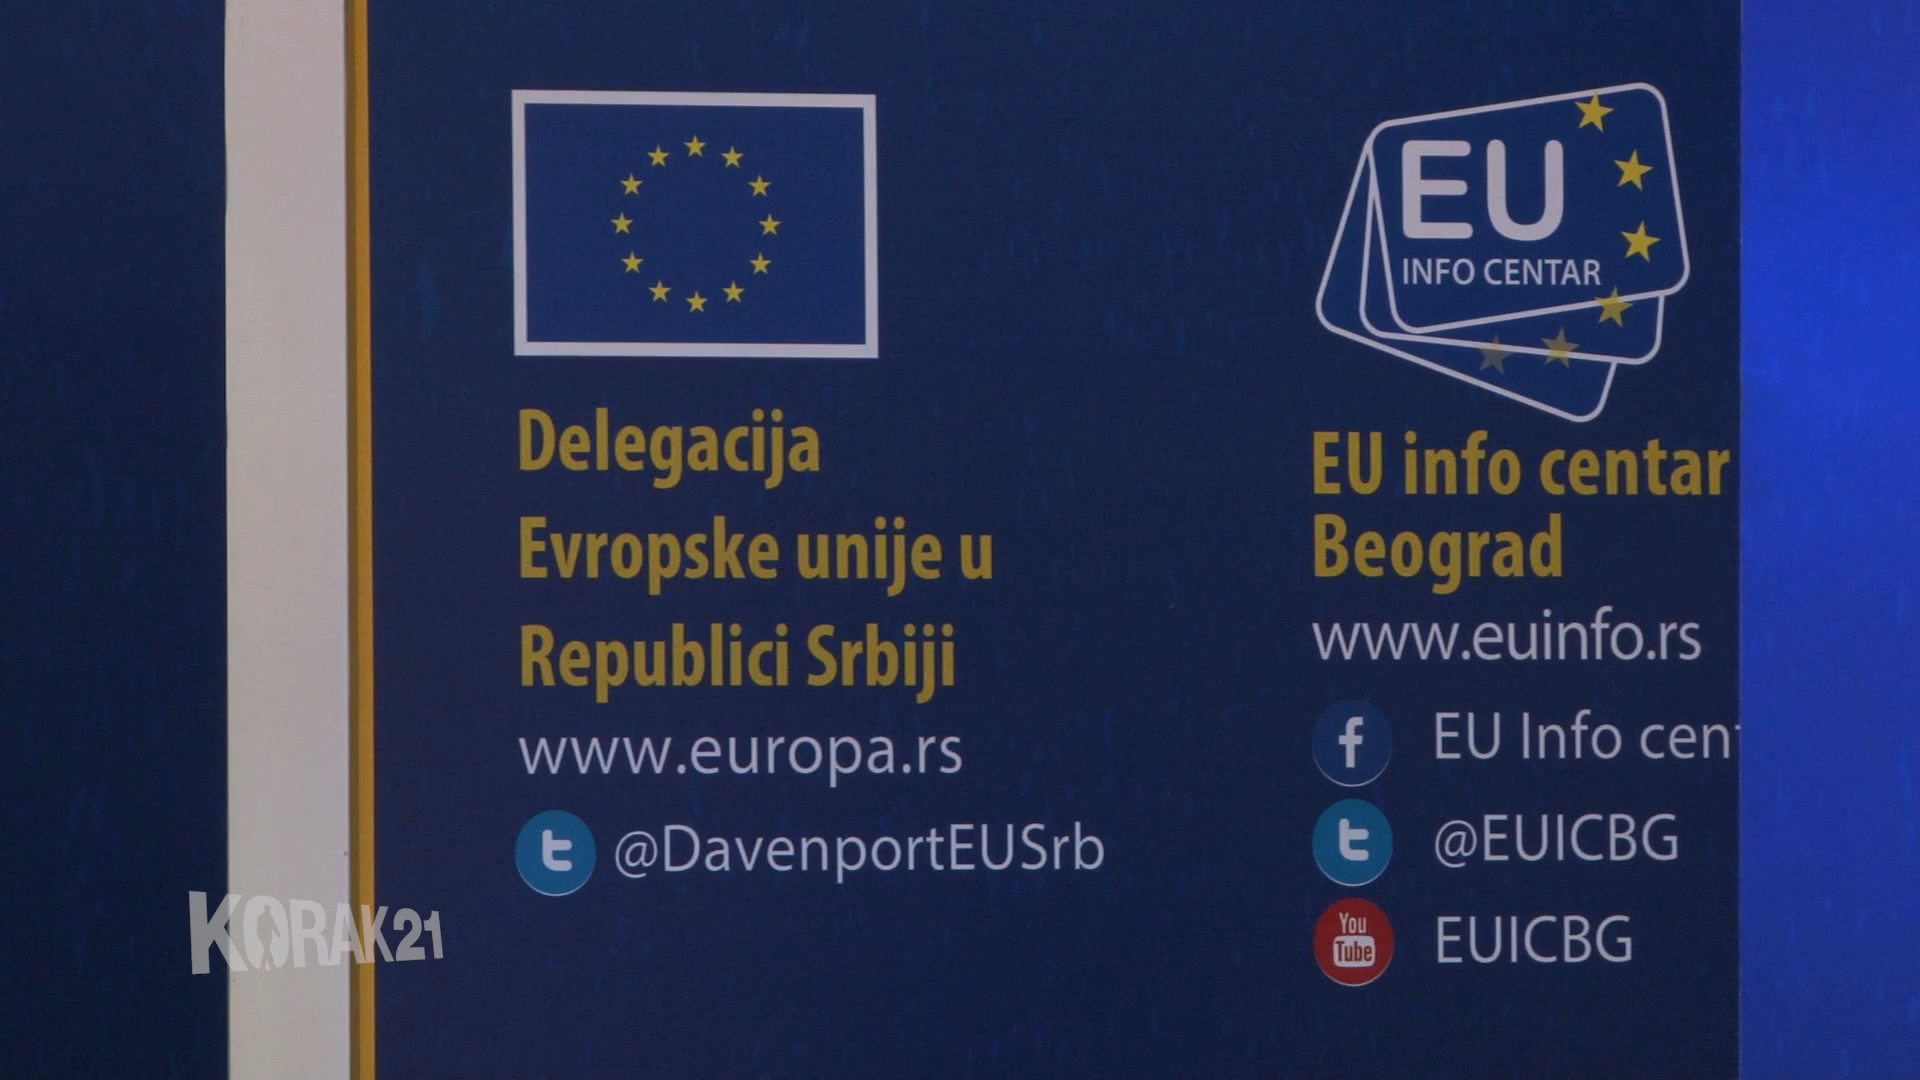 Delegacija
Evropske unije u
Republici Srbiji
www.europa.rs
@DavenportEUSrb
EU
INFO CENTAR
EU info centar
Beograd
www.euinfo.rs
f
EU Info cen
t
@EUICBG
You
Tube
EUICBG
KORAK21